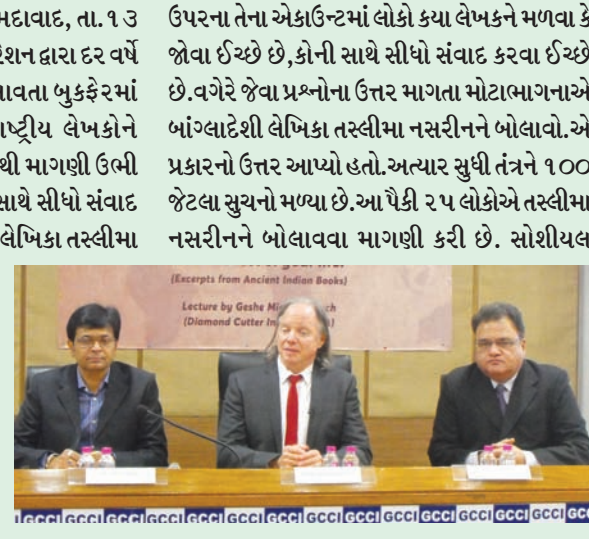 મદાવાદ, તા.૧૩
રેશન દ્વારા દર વર્ષે
ાવતા બુકફેરમાં
ાષ્ટ્રીય લેખકોને
થી માગણી ઉભી
સાથે સીધો સંવાદ
લેખિકા તસ્લીમા
ઉપરના તેના એકાઉન્ટમાં લોકો કયા લેખકને મળવા કે
જોવા ઈચ્છે છે,કોની સાથે સીધો સંવાદ કરવા ઈચ્છે
છે.વગેરે જેવા પ્રશ્નોના ઉત્તર માગતા મોટાભાગનાએ
બાંગ્લાદેશી લેખિકા તસ્લીમા નસરીનને બોલાવો.એ
પ્રકારનો ઉત્તર આપ્યો હતો.અત્યાર સુધી તંત્રને ૧૦૦
જેટલા સુચનો મળ્યા છે.આ પૈકી ૨૫ લોકોએ તસ્લીમા
નસરીનને બોલાવવા માગણી કરી છે. સોશીયલ
(Excerpts from Ancient Indian Books)
Lecture by Geshe
(Diamond Cutter
GCCI GCCI GCCI GCCI GCCI GCCI GCCI GCCI GCCI GCCI GCCI GCCI GCCI GC